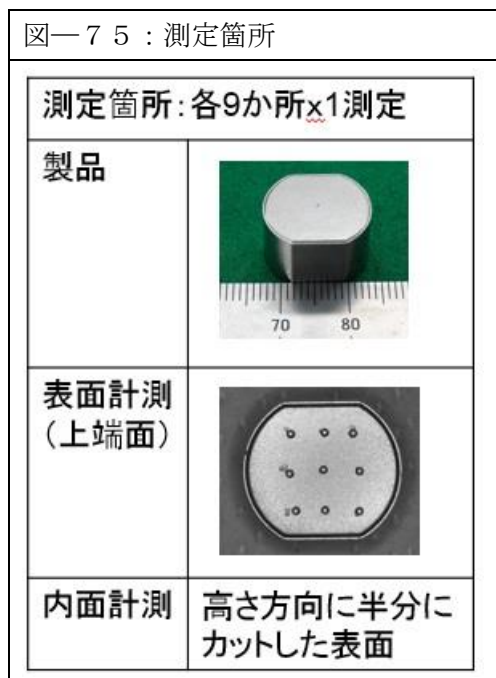 図―７５：測定箇所
測定箇所:各9か所x1測定
製品
70 80
表面計測
(上端面)
内面計測
高さ方向に半分に
カットした表面